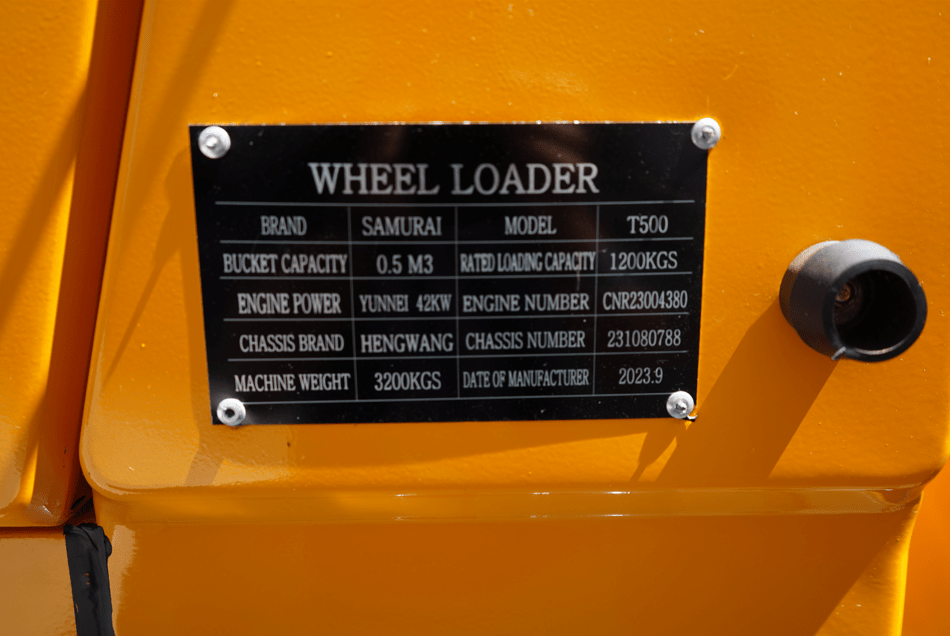 WHEEL LOADER
BRAND SAMURAI MODEL T500
BUCKET CAPACITY 0.5 M3 RATED LOADING CAPACITY 1200KGS
ENGINE POWER YUNNEI 42KW ENGINE NUMBER CNR23004380
CHASSIS BRAND HENGWANG CHASSIS NUMBER 231080788
MACHINE WEIGHT 3200KGS DATE OF MANUFACTURER 2023.9